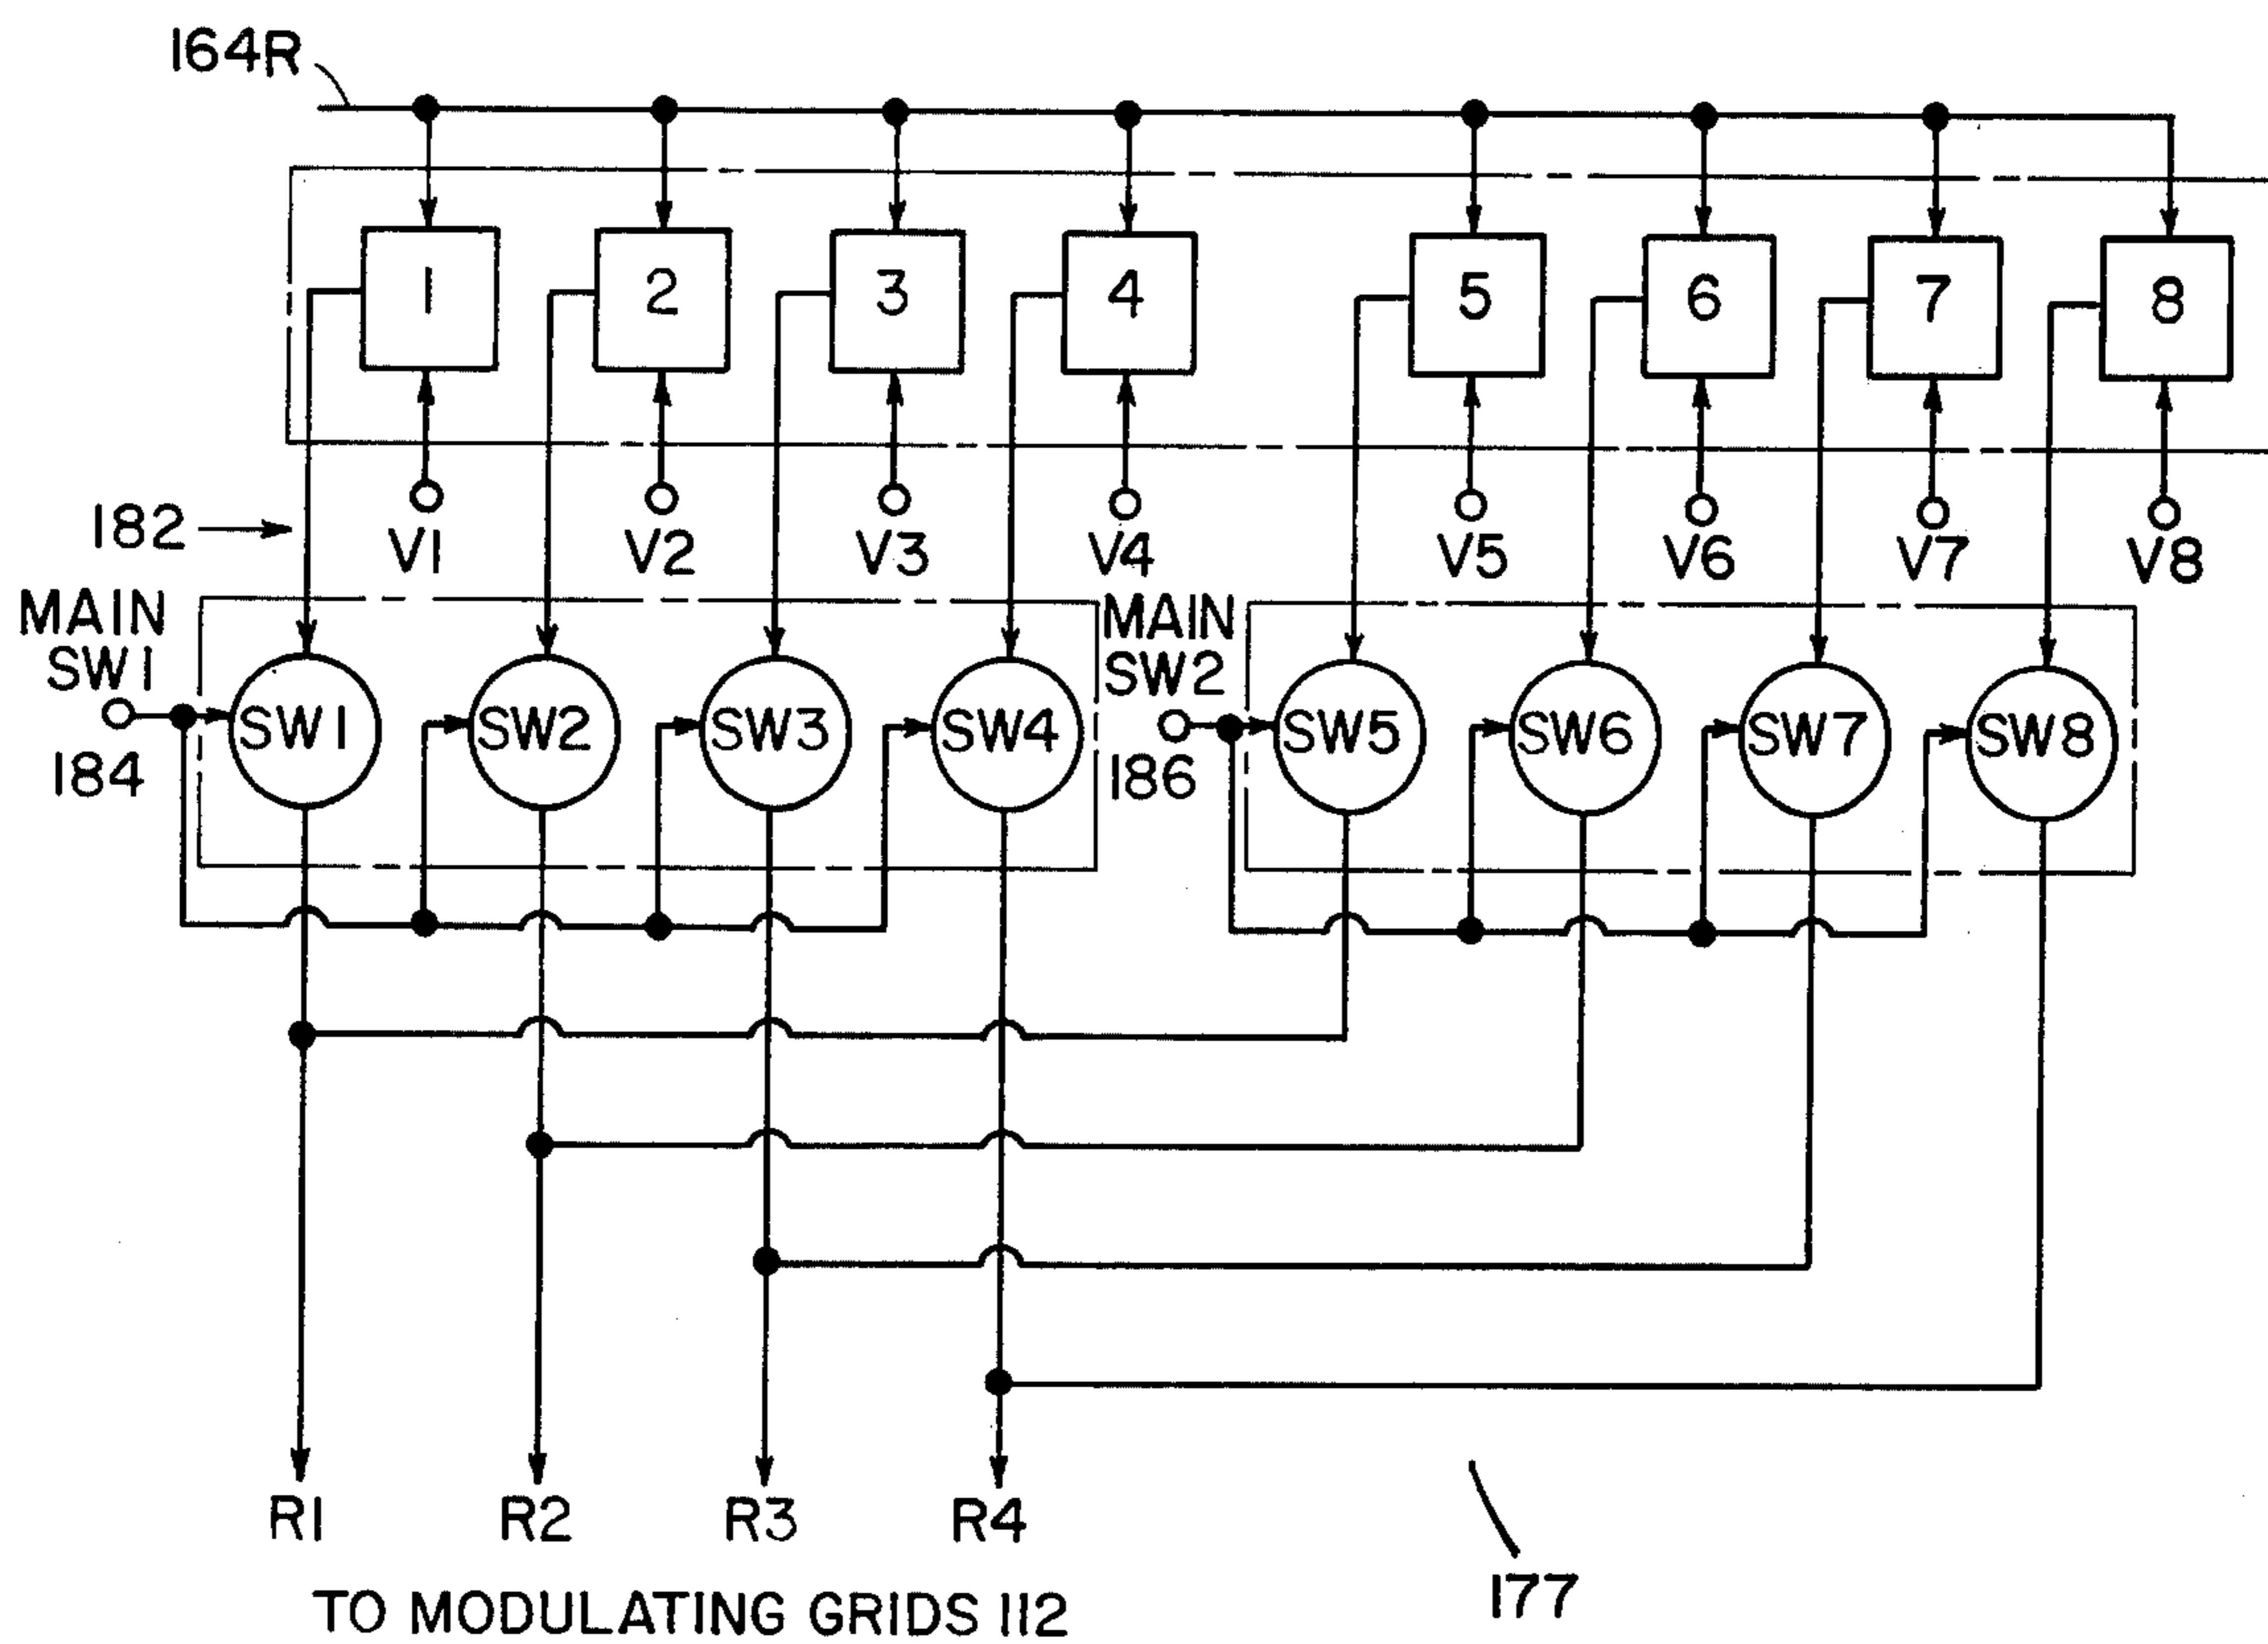 164R
1 2 3 4 5 6 7 8
182
V1 V2 V3 V4 V5 V6 V7 V8
MAIN
SW1
MAIN
SW2
SW1 SW2 SW3 SW4 SW5 SW6 SW7 SW8
184
186
R1 R2 R3 R4
TO MODULATING GRIDS 112
177